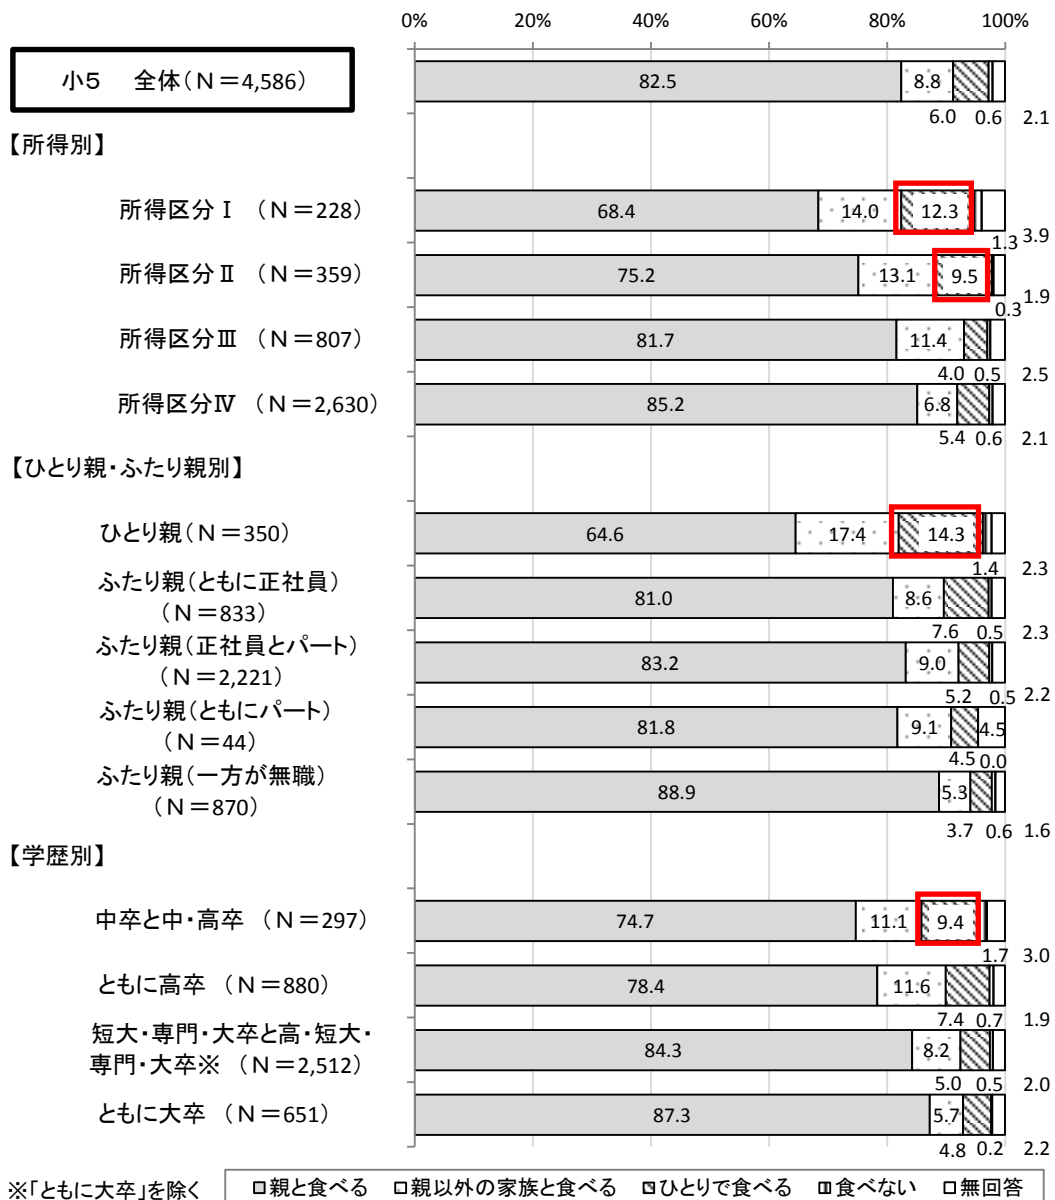 0% 20% 40% 60% 80% 100%
小5 全体(N=4,586)
82.5 8.8
6.0 0.6 2.1
【所得別】
所得区分Ⅰ (N=228)
68.4 14.0 12.3
1.3 3.9
所得区分Ⅱ (N=359)
75.2 13.1 9.5
0.3 1.9
所得区分Ⅲ (N=807)
81.7 11.4
4.0 0.5 2.5
所得区分Ⅳ (N=2,630)
85.2 6.8
5.4 0.6 2.1
【ひとり親・ふたり親別】
ひとり親(N=350)
64.6 17.4 14.3
1.4 2.3
ふたり親(ともに正社員)
(N=833)
81.0 8.6
7.6 0.5 2.3
ふたり親(正社員とパート)
(N=2,221)
83.2 9.0
5.2 0.5 2.2
ふたり親(ともにパート)
(N=44)
81.8 9.1 4.5
4.5 0.0
ふたり親(一方が無職)
(N=870)
88.9 5.3
3.7 0.6 1.6
【学歴別】
中卒と中・高卒 (N=297)
74.7 11.1 9.4
1.7 3.0
ともに高卒 (N=880)
78.4 11.6
7.4 0.7 1.9
短大・専門・大卒と高・短大・
専門・大卒※ (N=2,512)
84.3 8.2
5.0 0.5 2.0
ともに大卒 (N=651)
87.3 5.7
4.8 0.2 2.2
※「ともに大卒」を除く
親と食べる 親以外の家族と食べる ひとりで食べる 食べない 無回答